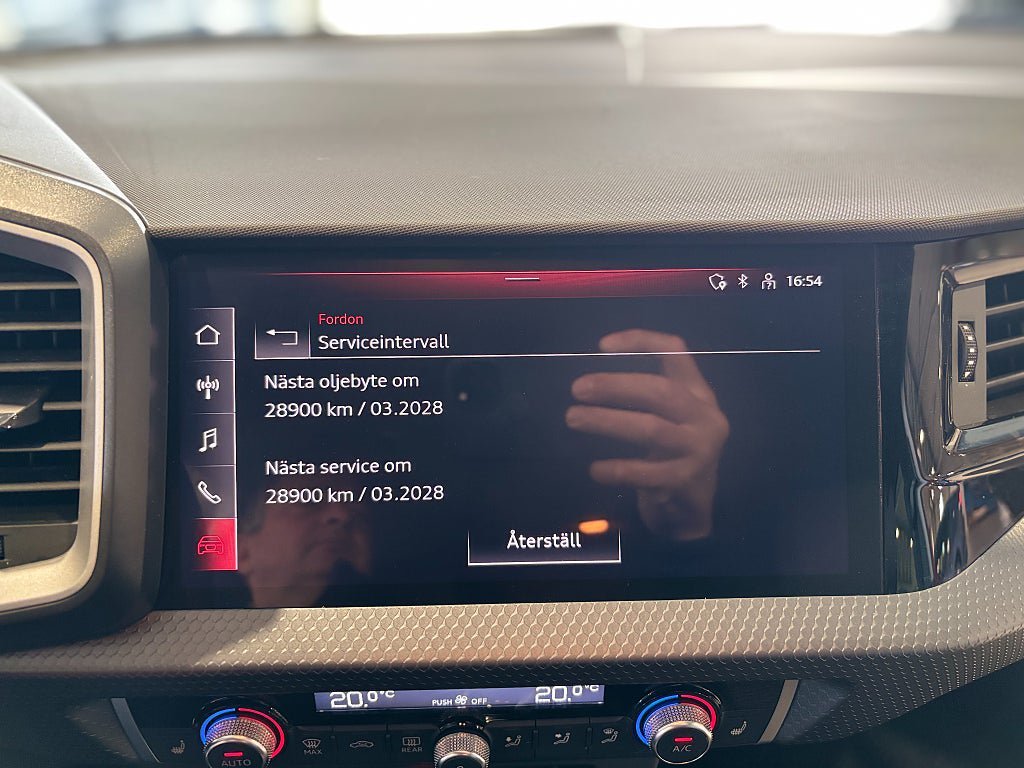 16:54
Fordon
Serviceintervall
Nästa oljebyte om
28900 km / 03.2028
Nästa service om
28900 km / 03.2028
Återställ
20.0°C
PUSH OFF
20.0°C
AUTO
MAX
REAR
A/C